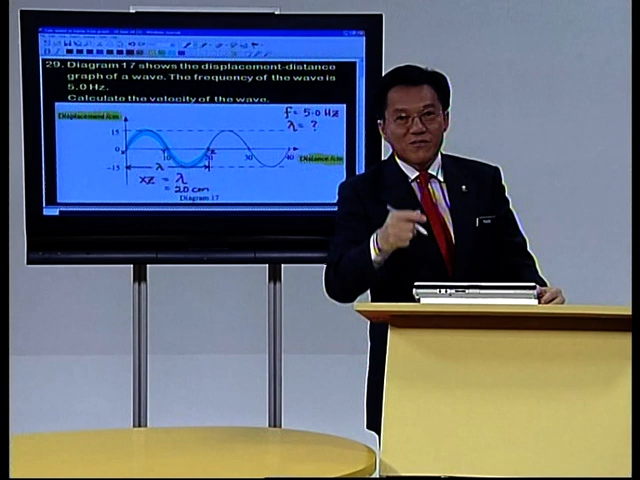 29. Diagram 17 shows the displacement-distance
graph of a wave. The frequency of the wave is
5.0 Hz.
Calculate the velocity of the wave.
Displacement/cm
f = 5.0 Hz
λ = ?
15
0
10
20
30
40
Distance/cm
-15
λ
XZ = λ
= 20 cm
Diagram 17